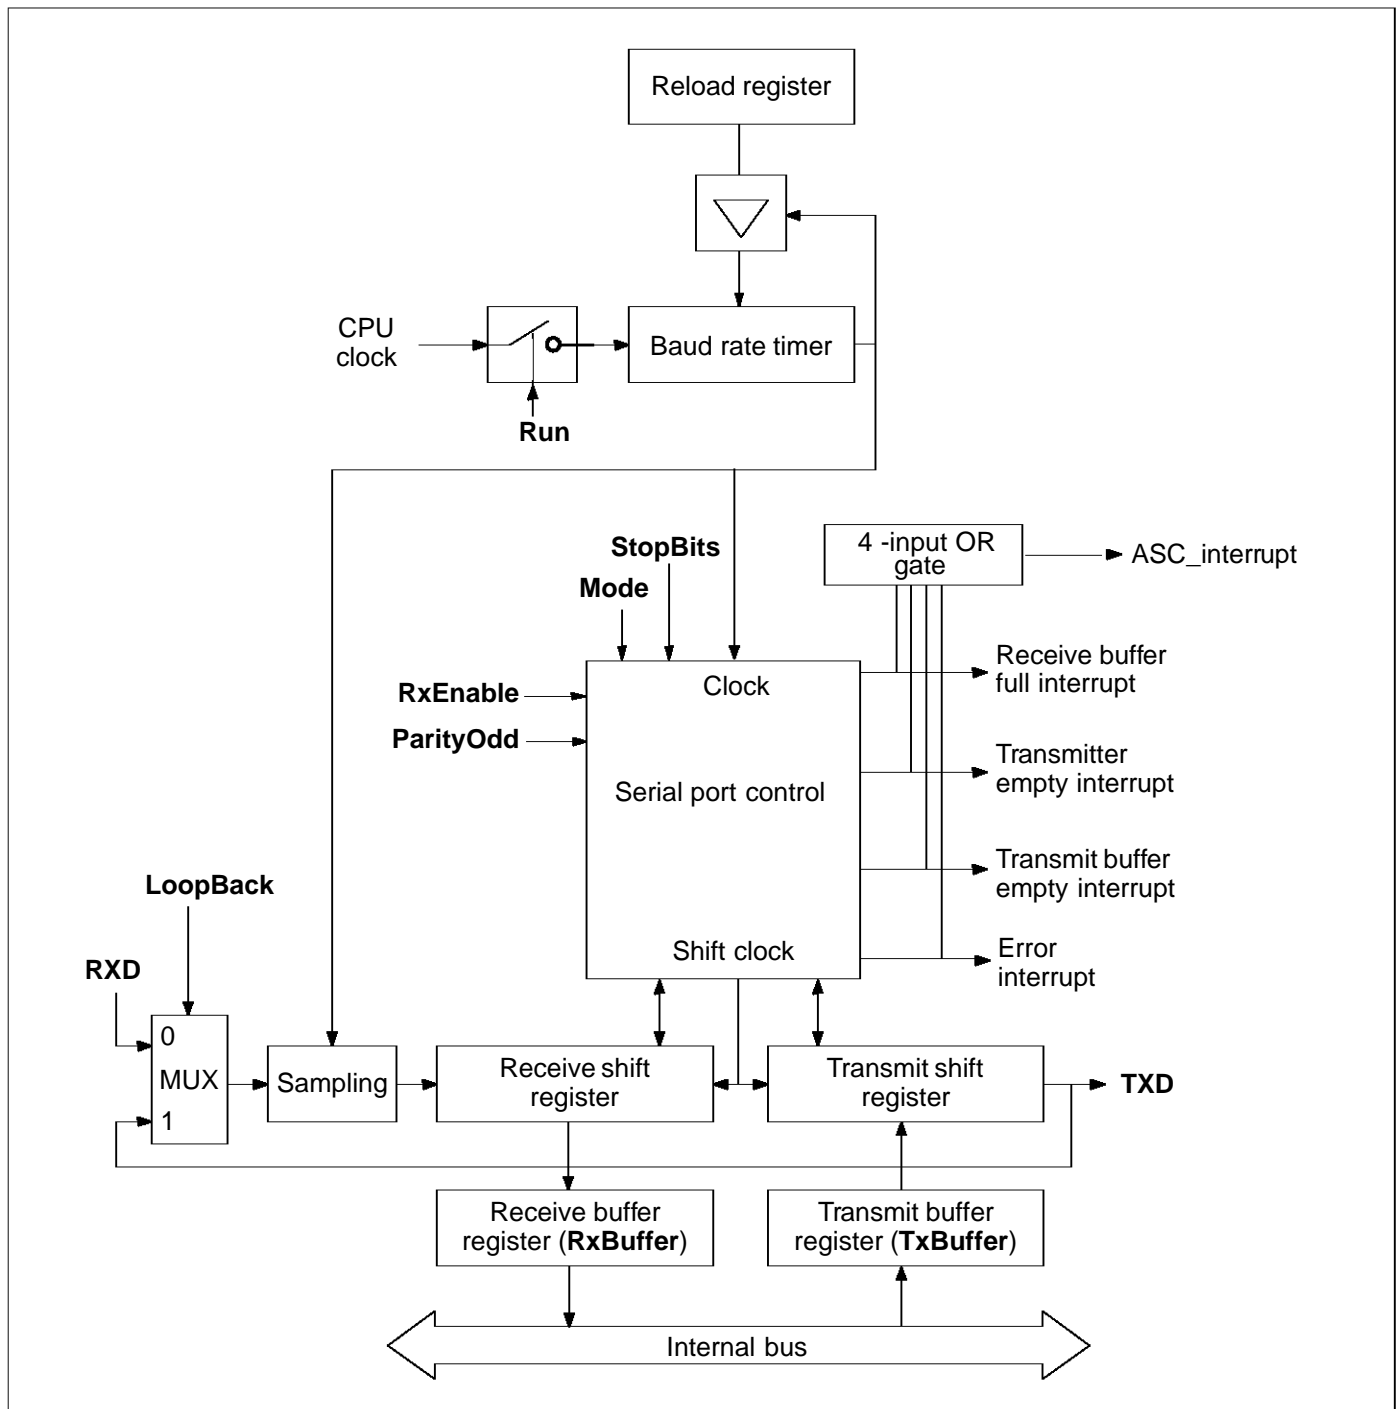 Reload register
CPU
clock
Baud rate timer
Run
StopBits
Mode
4 -input OR
gate
ASC_interrupt
RxEnable
ParityOdd
Clock
Serial port control
Shift clock
Receive buffer
full interrupt
Transmitter
empty interrupt
Transmit buffer
empty interrupt
Error
interrupt
LoopBack
RXD
0
MUX
1
Sampling
Receive shift
register
Transmit shift
register
TXD
Receive buffer
register (RxBuffer)
Transmit buffer
register (TxBuffer)
Internal bus